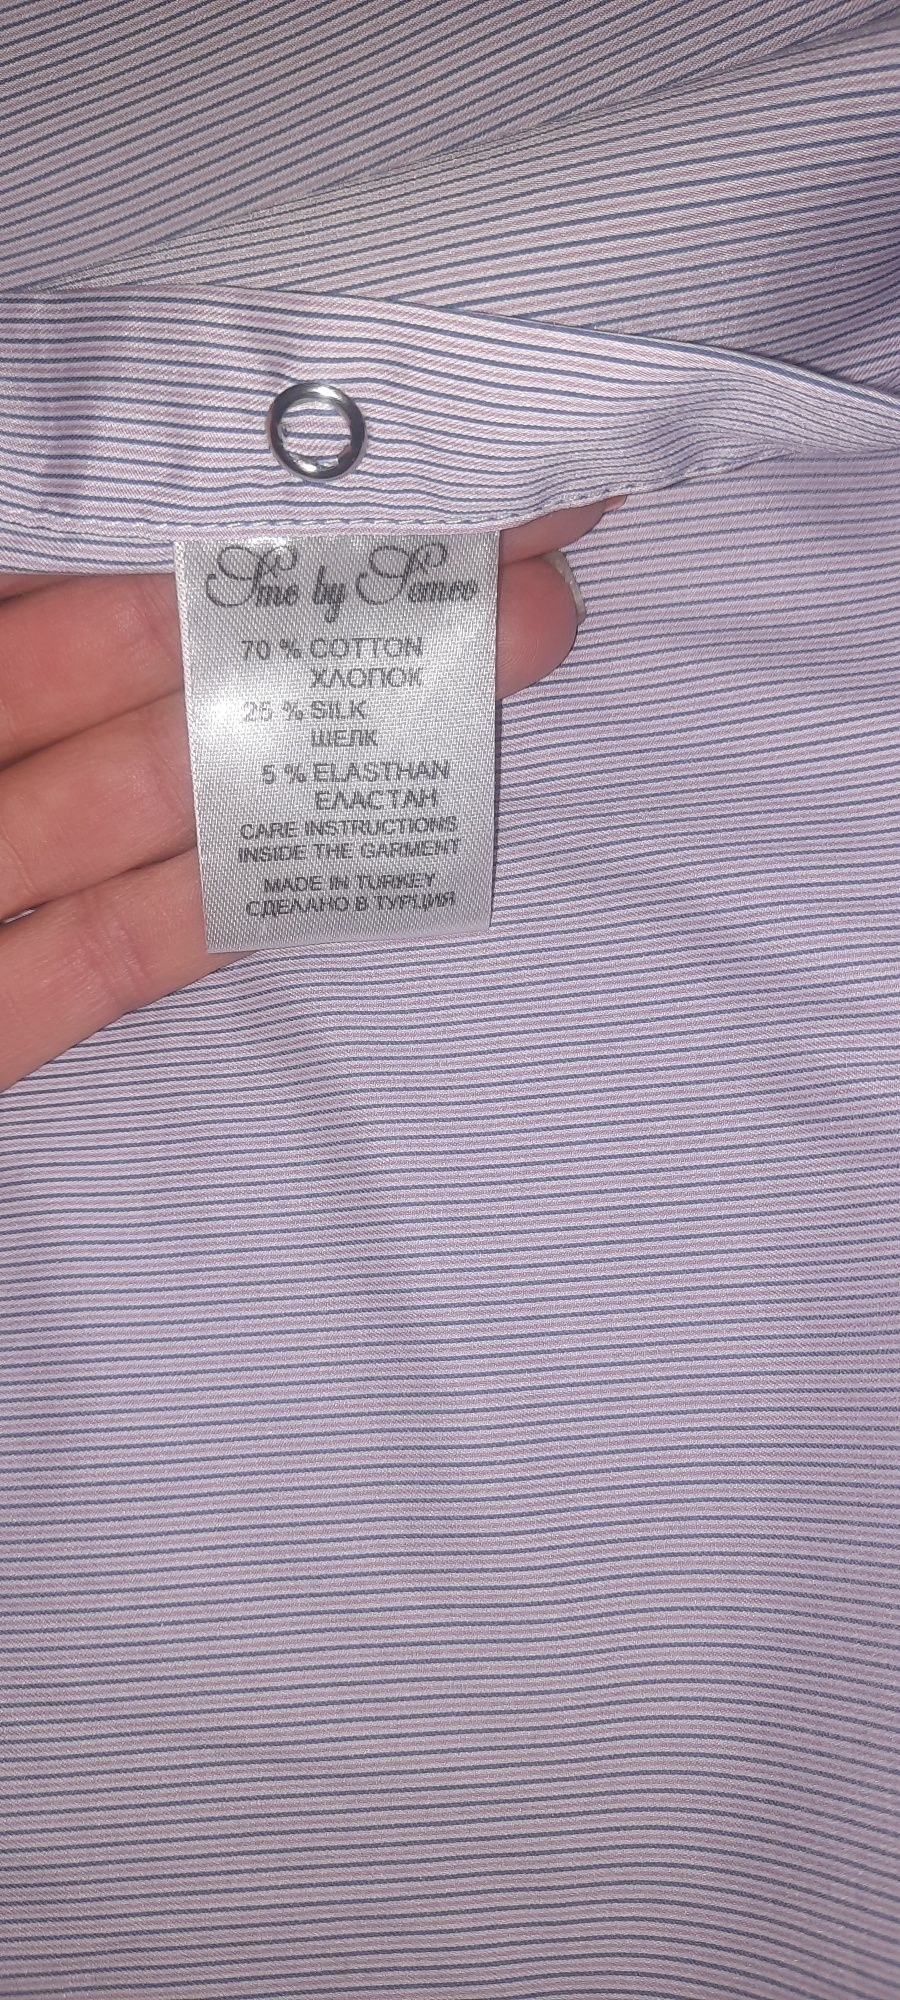 by
70 % COTTON
ХЛОПОК
25 % SILK
ШЕЛК
5 % ELASTHAN
ЕЛАСТАН
CARE INSTRUCTIONS
INSIDE THE GARMENT
MADE IN TURKEY
СДЕЛАНО В ТУРЦИЯ